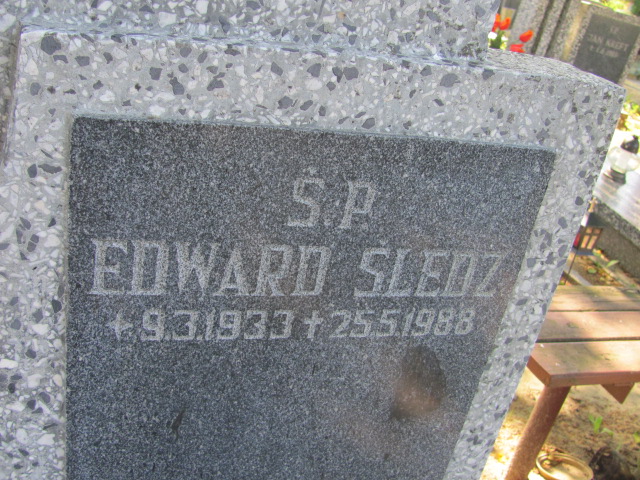 Ś.P.
EDWARD ŚLEDZ
+9.3.1933 +25.5.1988